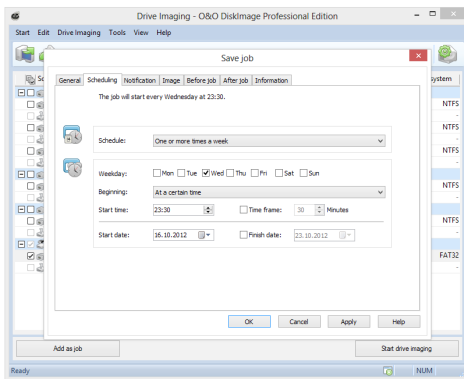 Drive Imaging - O&O DiskImage Professional Edition
Start Edit Drive Imaging Tools View Help
Save job
General Scheduling Notification Image Before job After job Information
The job will start every Wednesday at 23:30.
Schedule: One or more times a week
Weekday: Mon Tue Wed Thu Fri Sat Sun
Beginning: At a certain time
Start time: 23:30 Time frame: 30 Minutes
Start date: 16.10.2012 Finish date: 23.10.2012
OK Cancel Apply Help
NTFS
NTFS
NTFS
NTFS
NTFS
FAT32
Add as job Start drive imaging
Ready NUM